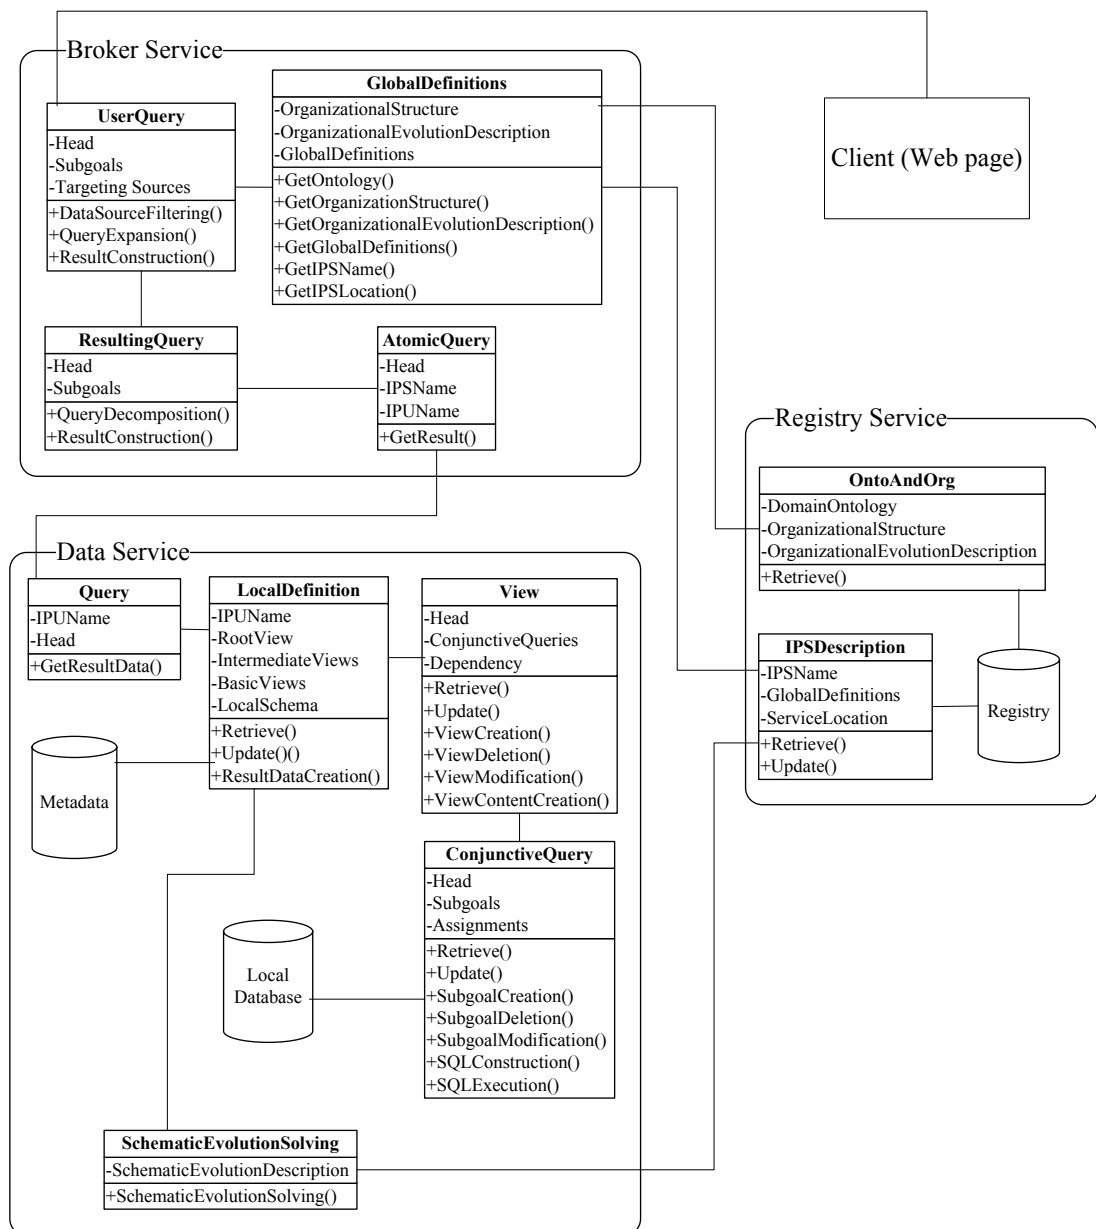 Broker Service
GlobalDefinitions
-OrganizationalStructure
-OrganizationalEvolutionDescription
-GlobalDefinitions
+GetOntology()
+GetOrganizationStructure()
+GetOrganizationalEvolutionDescription()
+GetGlobalDefinitions()
+GetIPSName()
+GetIPSLocation()
UserQuery
-Head
-Subgoals
-Targeting Sources
+DataSourceFiltering()
+QueryExpansion()
+ResultConstruction()
Client (Web page)
ResultingQuery
-Head
-Subgoals
+QueryDecomposition()
+ResultConstruction()
AtomicQuery
-Head
-IPSName
-IPUName
+GetResult()
Registry Service
OntoAndOrg
-DomainOntology
-OrganizationalStructure
-OrganizationalEvolutionDescription
+Retrieve()
IPSDescription
-IPSName
-GlobalDefinitions
-ServiceLocation
+Retrieve()
+Update()
Registry
Data Service
Query
-IPUName
-Head
+GetResultData()
LocalDefinition
-IPUName
-RootView
-IntermediateViews
-BasicViews
-LocalSchema
+Retrieve()
+Update()()
+ResultDataCreation()
View
-Head
-ConjunctiveQueries
-Dependency
+Retrieve()
+Update()
+ViewCreation()
+ViewDeletion()
+ViewModification()
+ViewContentCreation()
Metadata
ConjunctiveQuery
-Head
-Subgoals
-Assignments
+Retrieve()
+Update()
+SubgoalCreation()
+SubgoalDeletion()
+SubgoalModification()
+SQLConstruction()
+SQLExecution()
Local
Database
SchematicEvolutionSolving
-SchematicEvolutionDescription
+SchematicEvolutionSolving()